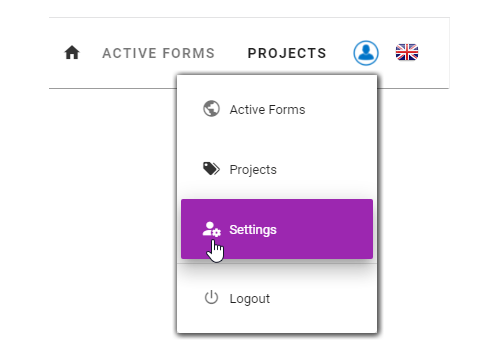 ACTIVE FORMS PROJECTS
Active Forms
Projects
Settings
Logout